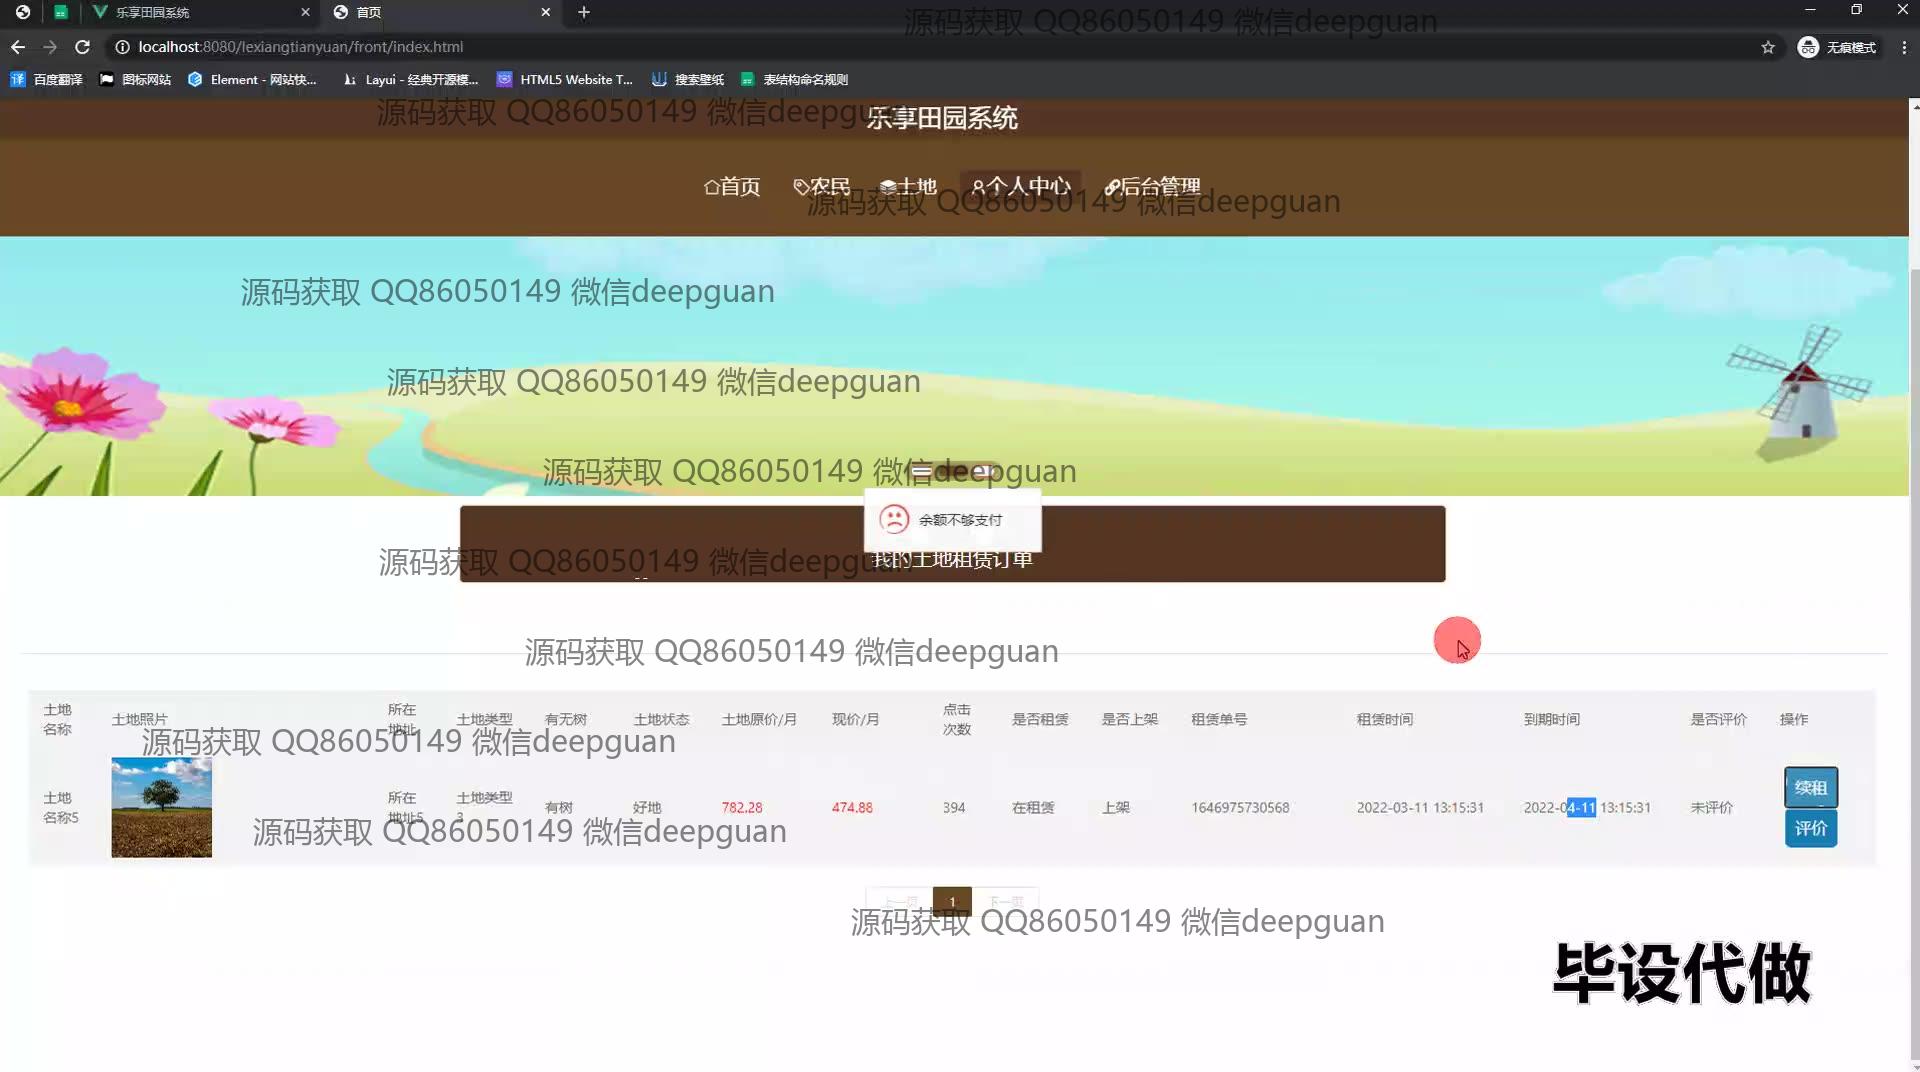 乐享田园系统
首页
localhost:8080/lexiangtianyuan/front/index.html
无痕模式
百度翻译
图标网站
Element - 网站快...
Layui - 经典开源模...
HTML5 Website T...
搜索壁纸
表结构命名规则
源码获取 QQ86050149 微信deepguan
源码获取 QQ86050149 微信deepgu
乐享田园系统
首页
农民
土地
个人中心
后台管理
源码获取 QQ86050149 微信deepguan
源码获取 QQ86050149 微信deepguan
源码获取 QQ86050149 微信deepguan
源码获取 QQ86050149 微信deepguan
余额不够支付
我的土地租赁订单
源码获取 QQ86050149 微信deepguan
源码获取 QQ86050149 微信deepguan
土地名称 土地照片 所在地址 土地类型 有无树 土地状态 土地原价/月 现价/月 点击次数 是否租赁 是否上架 租赁单号 租赁时间 到期时间 是否评价 操作
源码获取 QQ86050149 微信deepguan
土地名称5 所在地址5 土地类型3 有树 好地 782.28 474.88 394 在租赁 上架 1646975730568 2022-03-11 13:15:31 2022-04-11 13:15:31 未评价 续租
评价
源码获取 QQ86050149 微信deepguan
上一页 1 下一页
源码获取 QQ86050149 微信deepguan
毕设代做